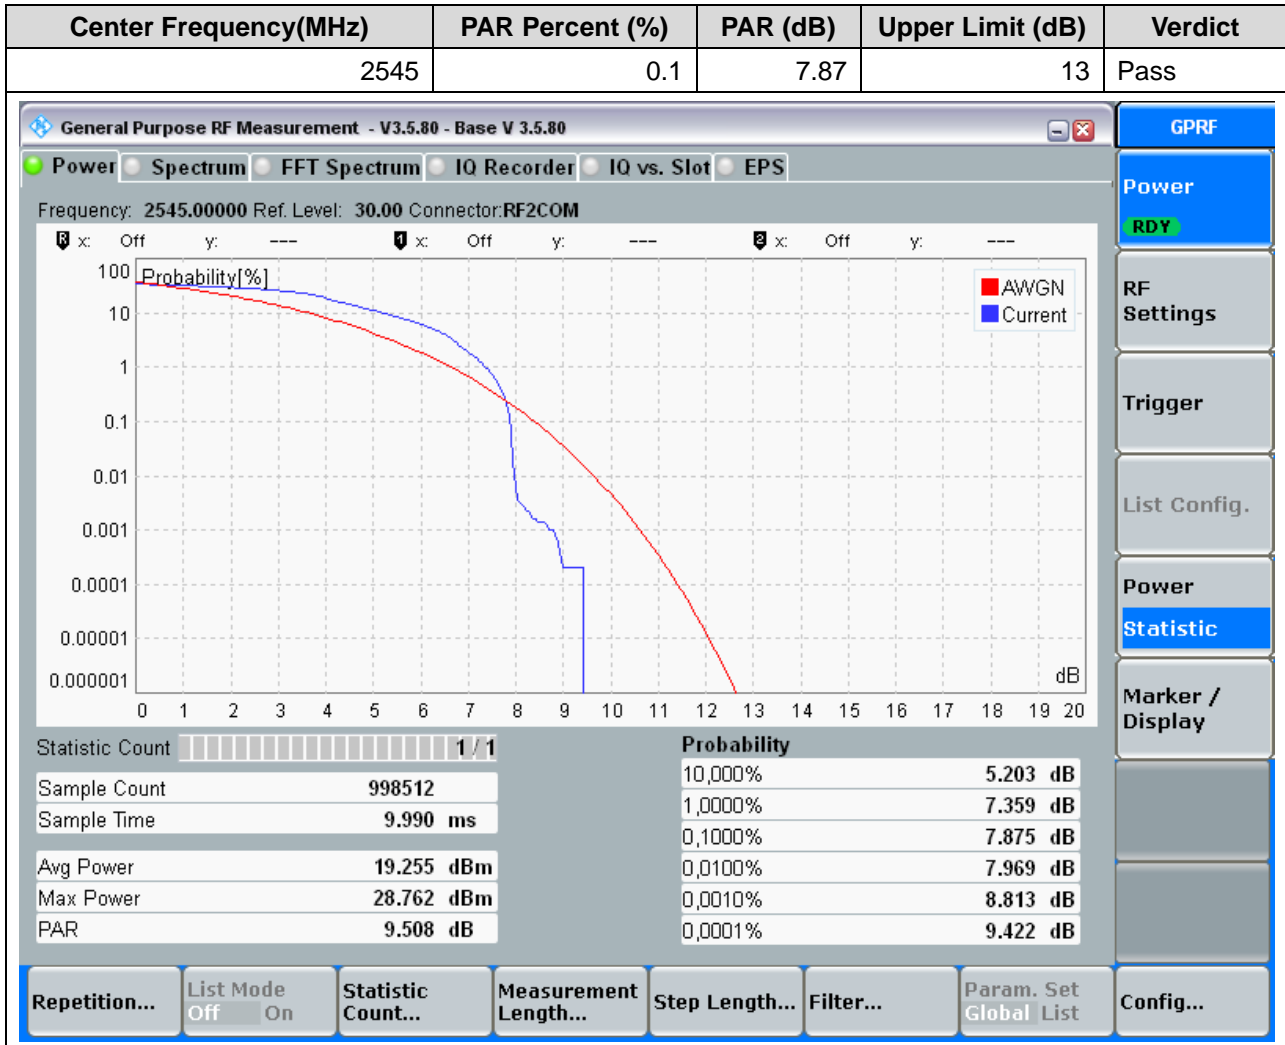 Center Frequency(MHz) PAR Percent (%) PAR (dB) Upper Limit (dB) Verdict
2545 0.1 7.87 13 Pass
General Purpose RF Measurement - V3.5.80 - Base V 3.5.80
GPRF
Power Spectrum FFT Spectrum IQ Recorder IQ vs. Slot EPS
Frequency: 2545.00000 Ref. Level: 30.00 Connector:RF2COM
R x: Off y: --- 1 x: Off y: --- 2 x: Off y: ---
Probability[%]
AWGN
Current
100
10
1
0.1
0.01
0.001
0.0001
0.00001
0.000001
dB
0 1 2 3 4 5 6 7 8 9 10 11 12 13 14 15 16 17 18 19 20
Statistic Count 1 / 1
Sample Count 998512
Sample Time 9.990 ms
Avg Power 19.255 dBm
Max Power 28.762 dBm
PAR 9.508 dB
Probability
10,000% 5.203 dB
1,0000% 7.359 dB
0,1000% 7.875 dB
0,0100% 7.969 dB
0,0010% 8.813 dB
0,0001% 9.422 dB
Power
RDY
RF
Settings
Trigger
List Config.
Power
Statistic
Marker /
Display
Repetition...
List Mode
Off On
Statistic
Count...
Measurement
Length...
Step Length...
Filter...
Param. Set
Global List
Config...